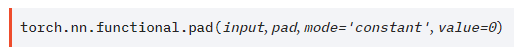 torch.nn.functional.pad(input, pad, mode='constant', value=0)